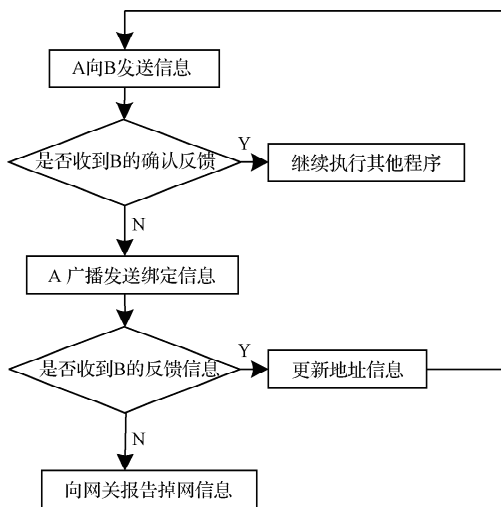 A向B发送信息
是否收到B的确认反馈
Y
继续执行其他程序
N
A 广播发送绑定信息
是否收到B的反馈信息
Y
更新地址信息
N
向网关报告掉网信息